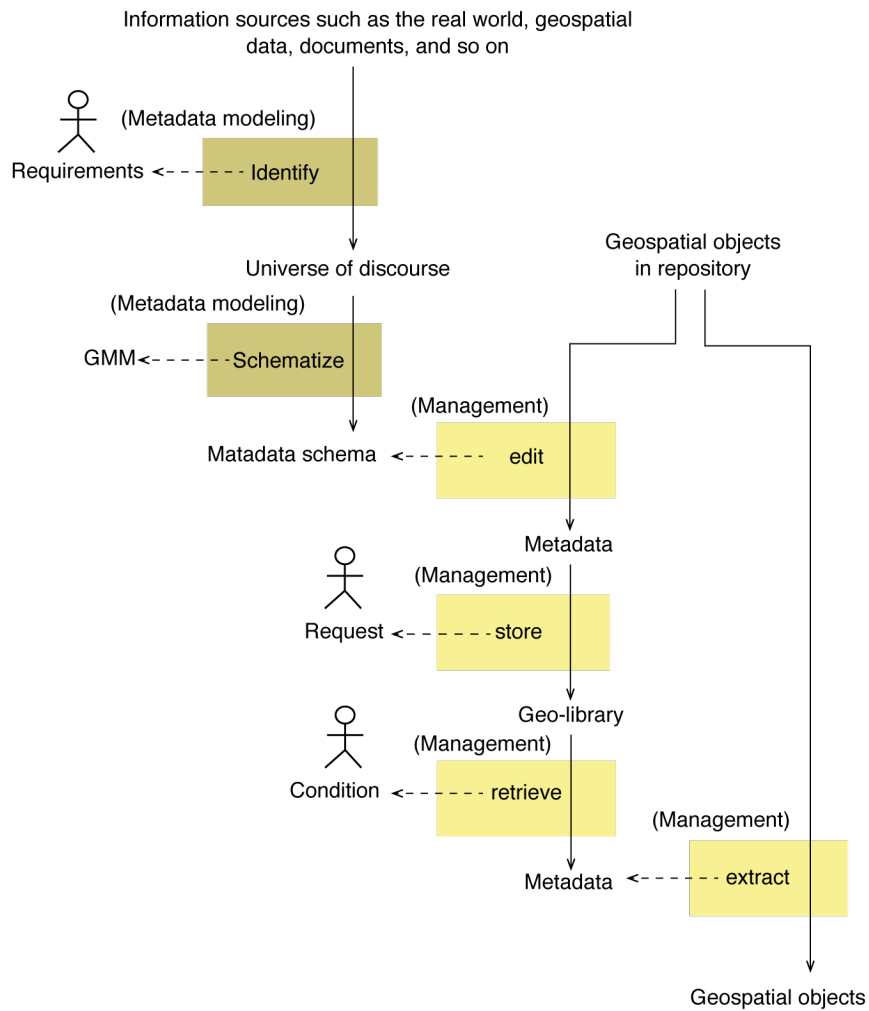 Information sources such as the real world, geospatial
data, documents, and so on
(Metadata modeling)
Requirements
Identify
Universe of discourse
Geospatial objects
in repository
(Metadata modeling)
GMM
Schematize
(Management)
Matadata schema
edit
Metadata
(Management)
Request
store
Geo-library
(Management)
Condition
retrieve
(Management)
Metadata
extract
Geospatial objects